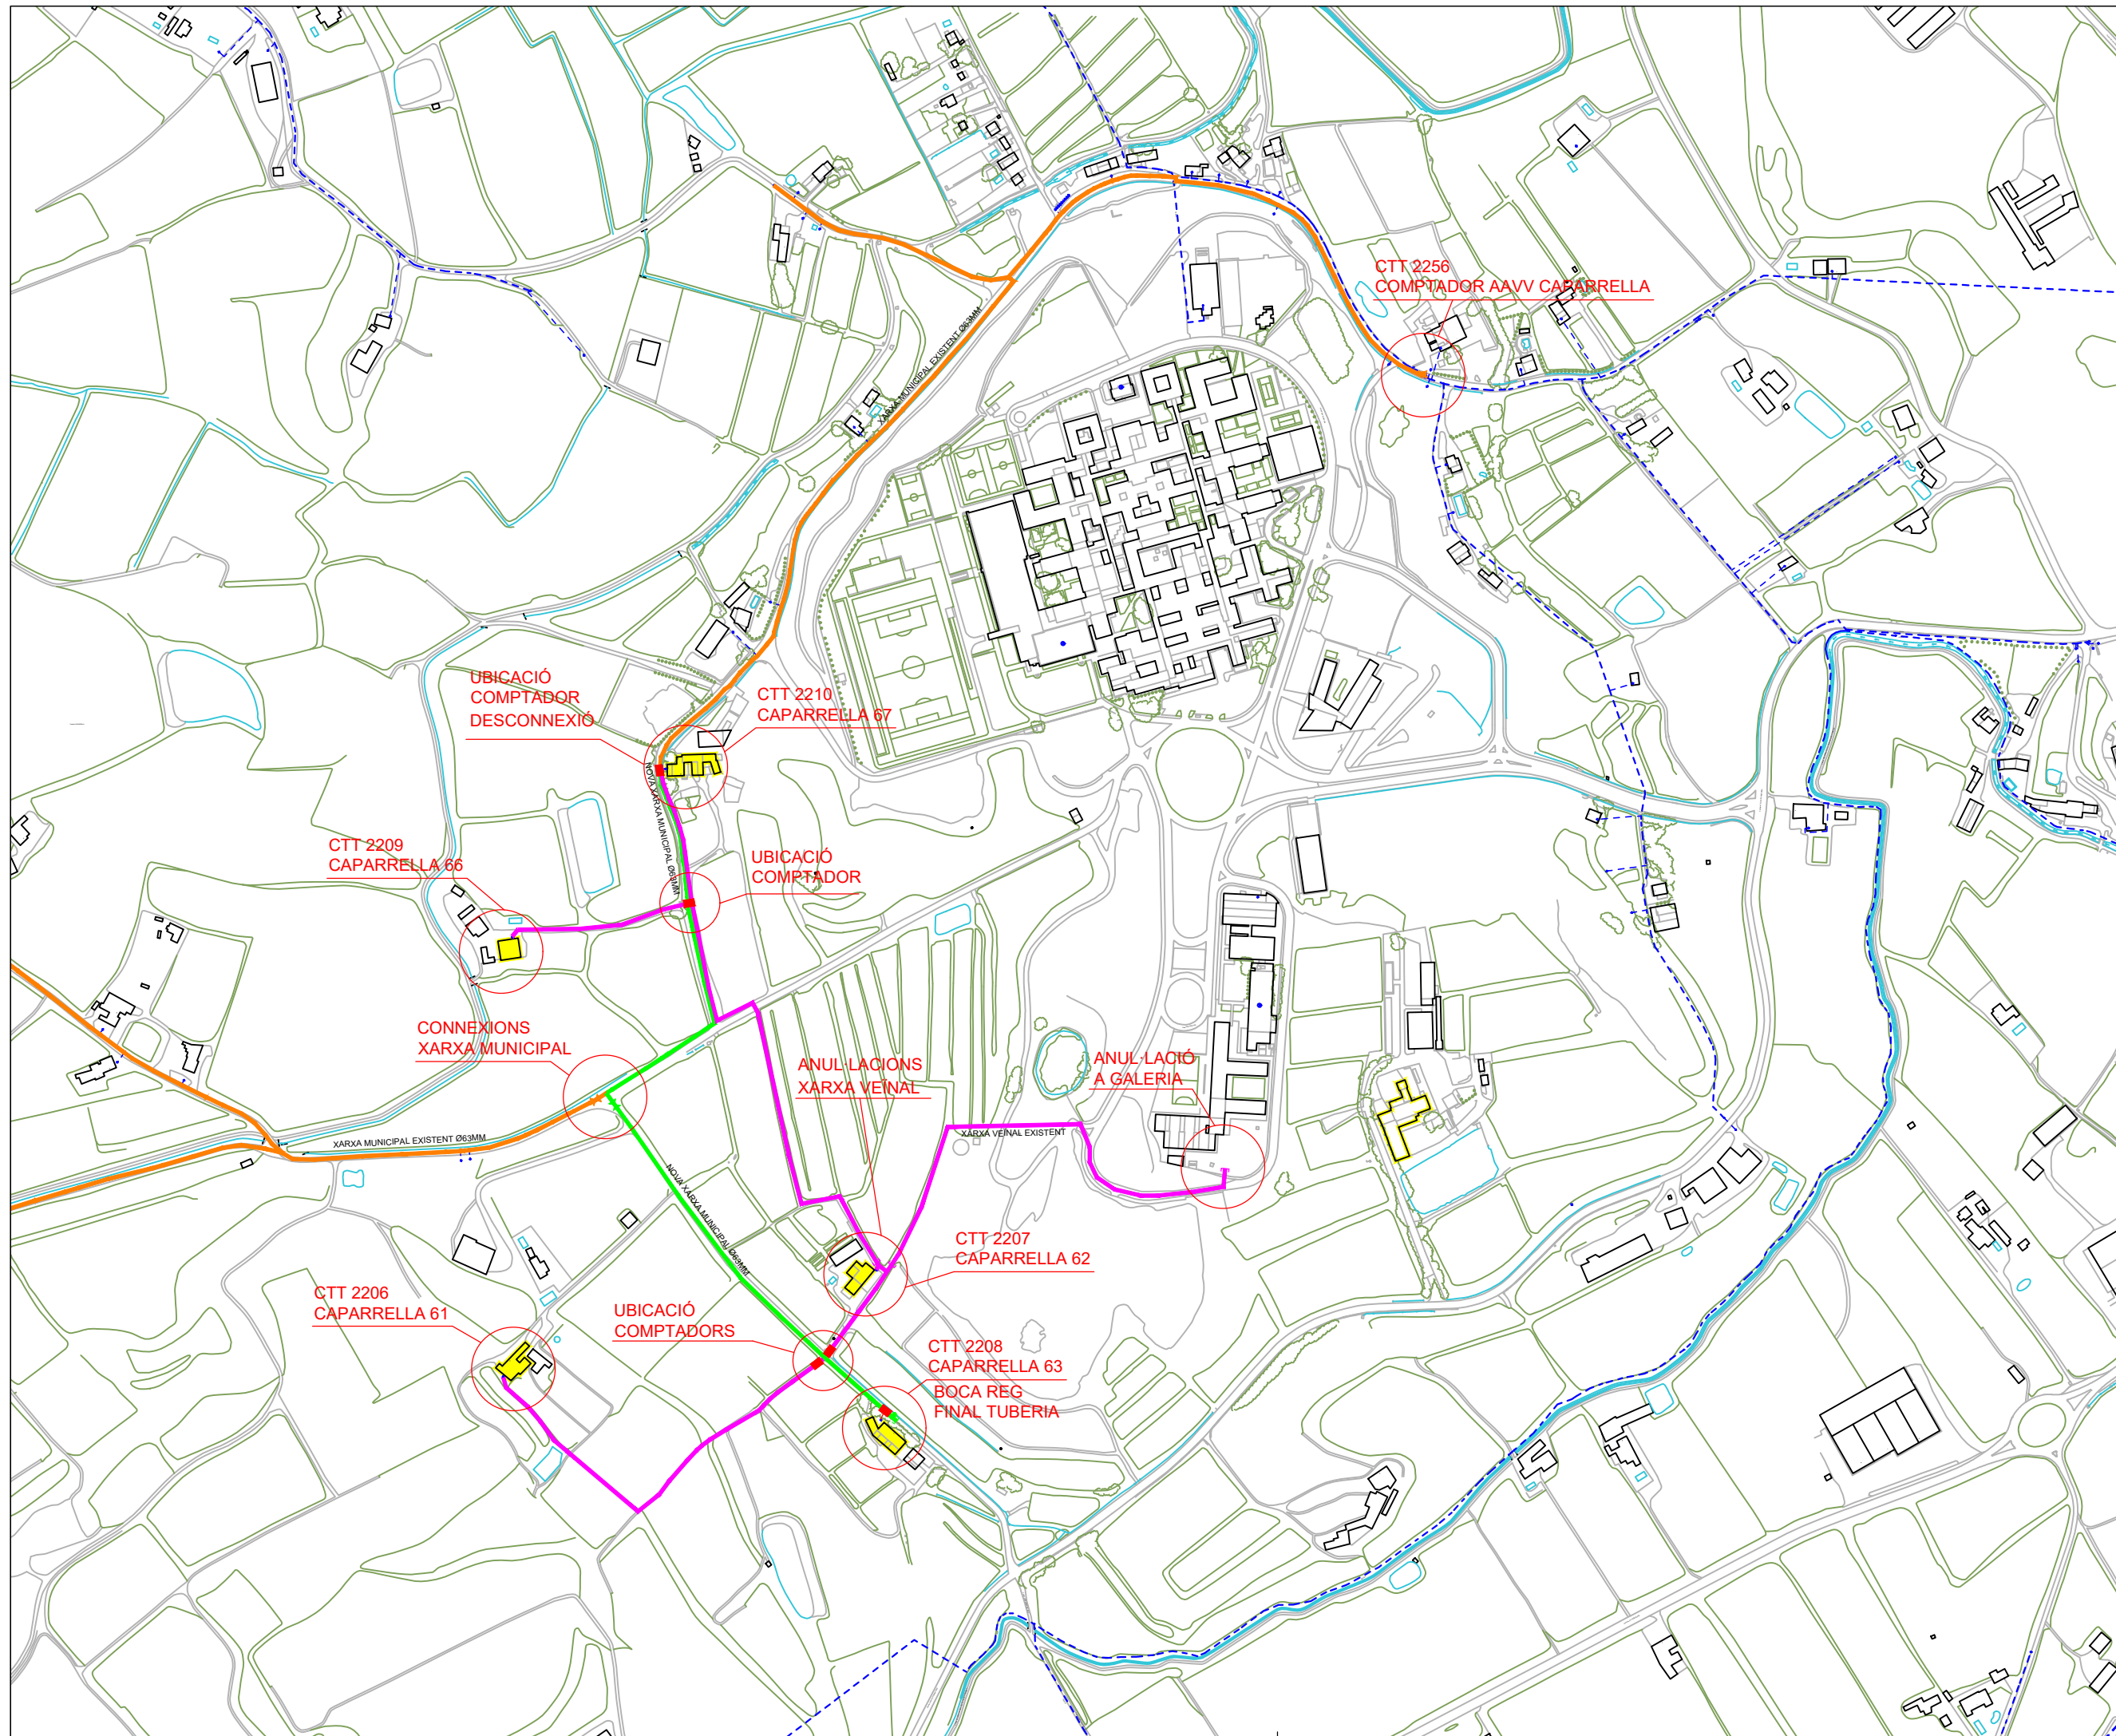 CTT 2256
COMPTADOR AAVV CAPARRELLA
XARXA MUNICIPAL EXISTENT Ø63MM
UBICACIÓ
COMPTADOR
DESCONNEXIÓ
CTT 2210
CAPARRELLA 67
NOVA XARXA MUNICIPAL Ø63MM
CTT 2209
CAPARRELLA 66
UBICACIÓ
COMPTADOR
CONNEXIONS
XARXA MUNICIPAL
ANUL·LACIONS
XARXA VEÏNAL
ANUL·LACIÓ
A GALERIA
XARXA MUNICIPAL EXISTENT Ø63MM
XARXA VEÏNAL EXISTENT
NOVA XARXA MUNICIPAL Ø63MM
CTT 2207
CAPARRELLA 62
CTT 2206
CAPARRELLA 61
UBICACIÓ
COMPTADORS
CTT 2208
CAPARRELLA 63
BOCA REG
FINAL TUBERIA